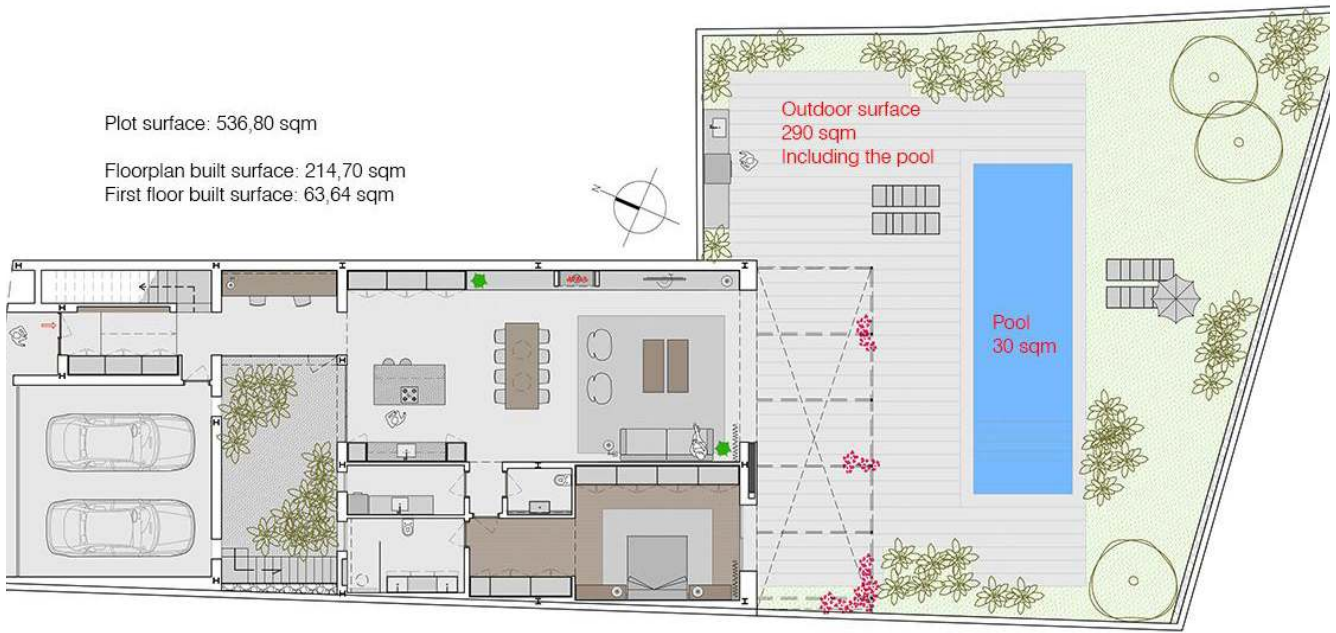 Plot surface: 536,80 sqm
Floorplan built surface: 214,70 sqm
First floor built surface: 63,64 sqm
N
Outdoor surface
290 sqm
Including the pool
Pool
30 sqm